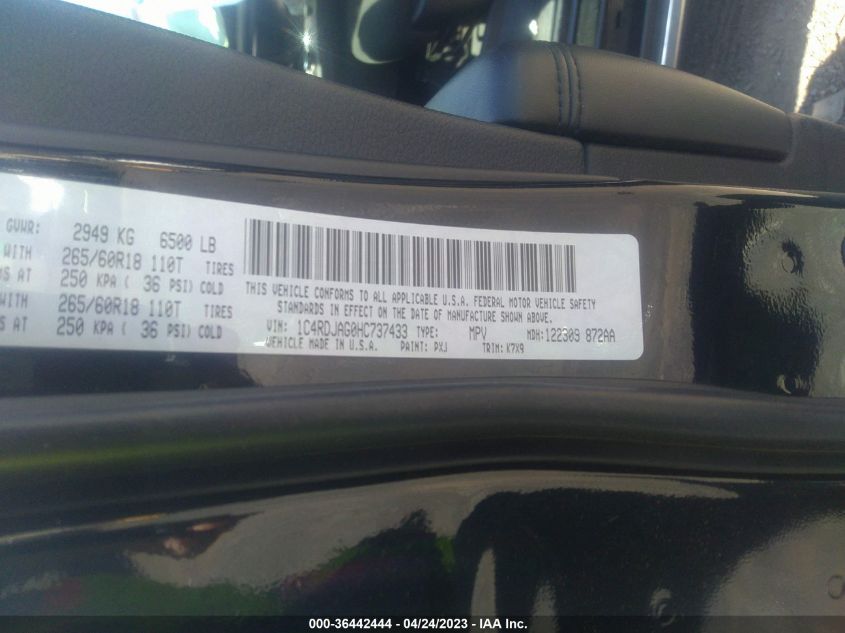 GVWR: 2949 KG 6500 LB
WITH 265/60R18 110T TIRES
AT 250 KPA ( 36 PSI) COLD
WITH 265/60R18 110T TIRES
AT 250 KPA ( 36 PSI) COLD
THIS VEHICLE CONFORMS TO ALL APPLICABLE U.S.A. FEDERAL MOTOR VEHICLE SAFETY
STANDARDS IN EFFECT ON THE DATE OF MANUFACTURE SHOWN ABOVE.
VIN: 1C4RDJAG0HC737433 TYPE: MPV MDH:122309 872AA
VEHICLE MADE IN U.S.A. PAINT: PXJ TRIM: K7X9
000-36442444 - 04/24/2023 - © IAA Inc.